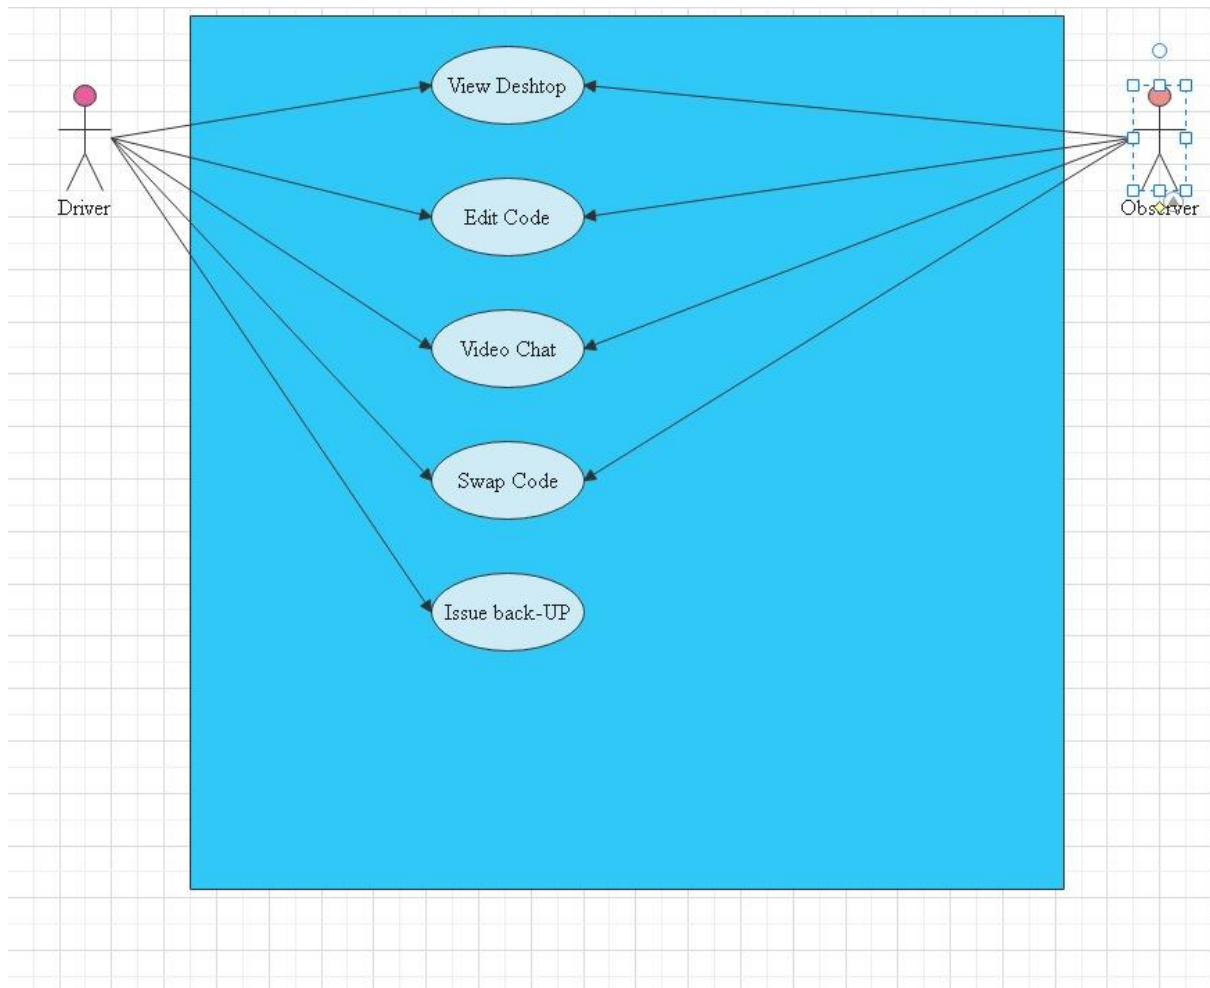 View Deshtop
Driver
Edit Code
Observer
Video Chat
Swap Code
Issue back-UP